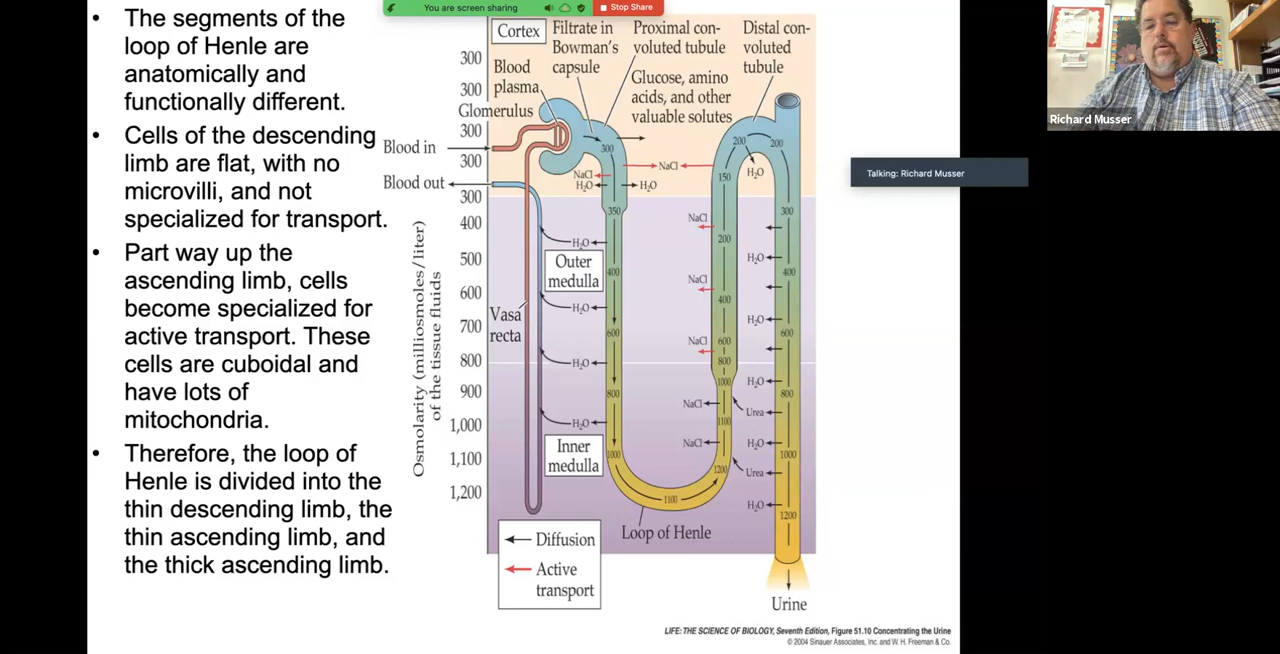 You are screen sharing
Stop Share
• The segments of the
loop of Henle are
anatomically and
functionally different.
• Cells of the descending
limb are flat, with no
microvilli, and not
specialized for transport.
• Part way up the
ascending limb, cells
become specialized for
active transport. These
cells are cuboidal and
have lots of
mitochondria.
• Therefore, the loop of
Henle is divided into the
thin descending limb, the
thin ascending limb, and
the thick ascending limb.
Cortex
Filtrate in
Bowman's
capsule
Proximal con-
voluted tubule
Distal con-
voluted
tubule
Blood
plasma
Glucose, amino
acids, and other
valuable solutes
Glomerulus
Blood in
Blood out
Osmolarity (milliosmoles/liter)
of the tissue fluids
300
300
300
300
300
400
500
600
700
800
900
1,000
1,100
1,200
Outer
medulla
Vasa
recta
Inner
medulla
H₂O
H₂O
H₂O
H₂O
NaCl
H₂O
H₂O
NaCl
300
350
400
600
800
1000
1100
1200
1100
1000
800
600
400
200
150
200
200
NaCl
NaCl
NaCl
NaCl
NaCl
H₂O
H₂O
H₂O
H₂O
Urea
H₂O
Urea
H₂O
300
400
600
800
1000
1200
Loop of Henle
Diffusion
Active
transport
Urine
LIFE: THE SCIENCE OF BIOLOGY, Seventh Edition, Figure 51.10 Concentrating the Urine
© 2004 Sinauer Associates, Inc. and W. H. Freeman & Co.
Richard Musser
Talking: Richard Musser